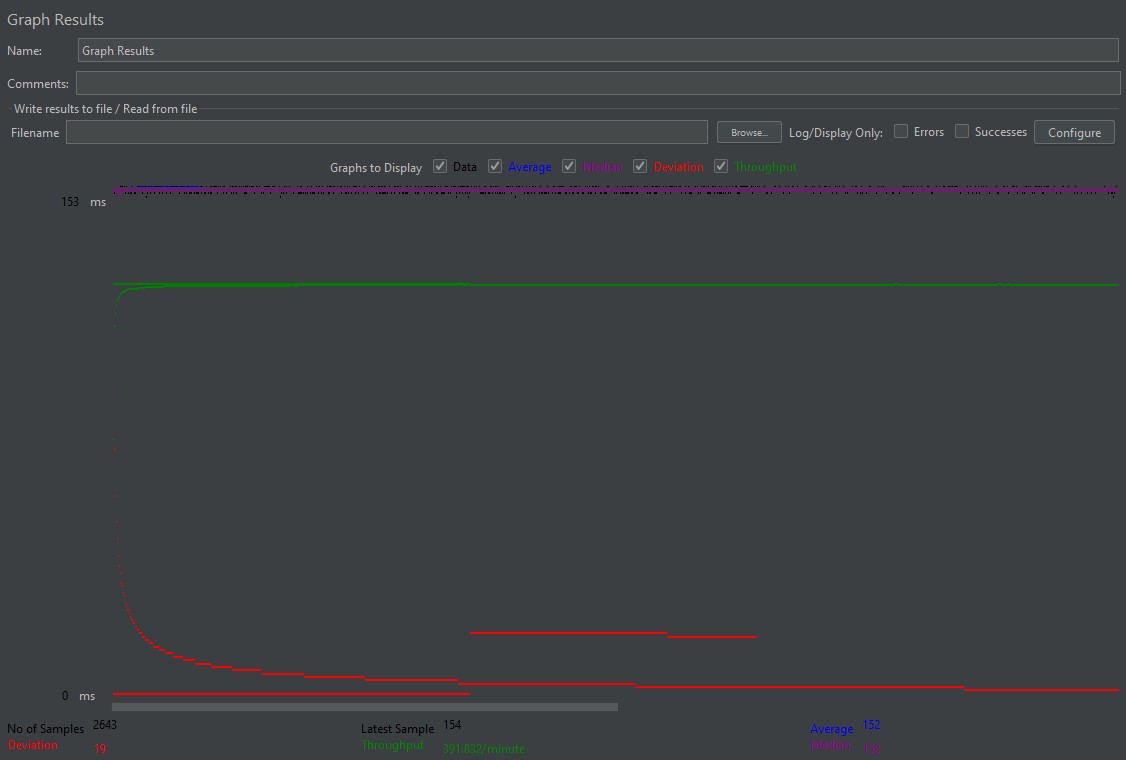 Graph Results
Name: Graph Results
Comments:
Write results to file / Read from file
Filename Browse... Log/Display Only: Errors Successes Configure
Graphs to Display Data Average Median Deviation Throughput
153 ms
0 ms
No of Samples 2643 Latest Sample 154 Average 152
Deviation 19 Throughput 391.832/minute Median 152